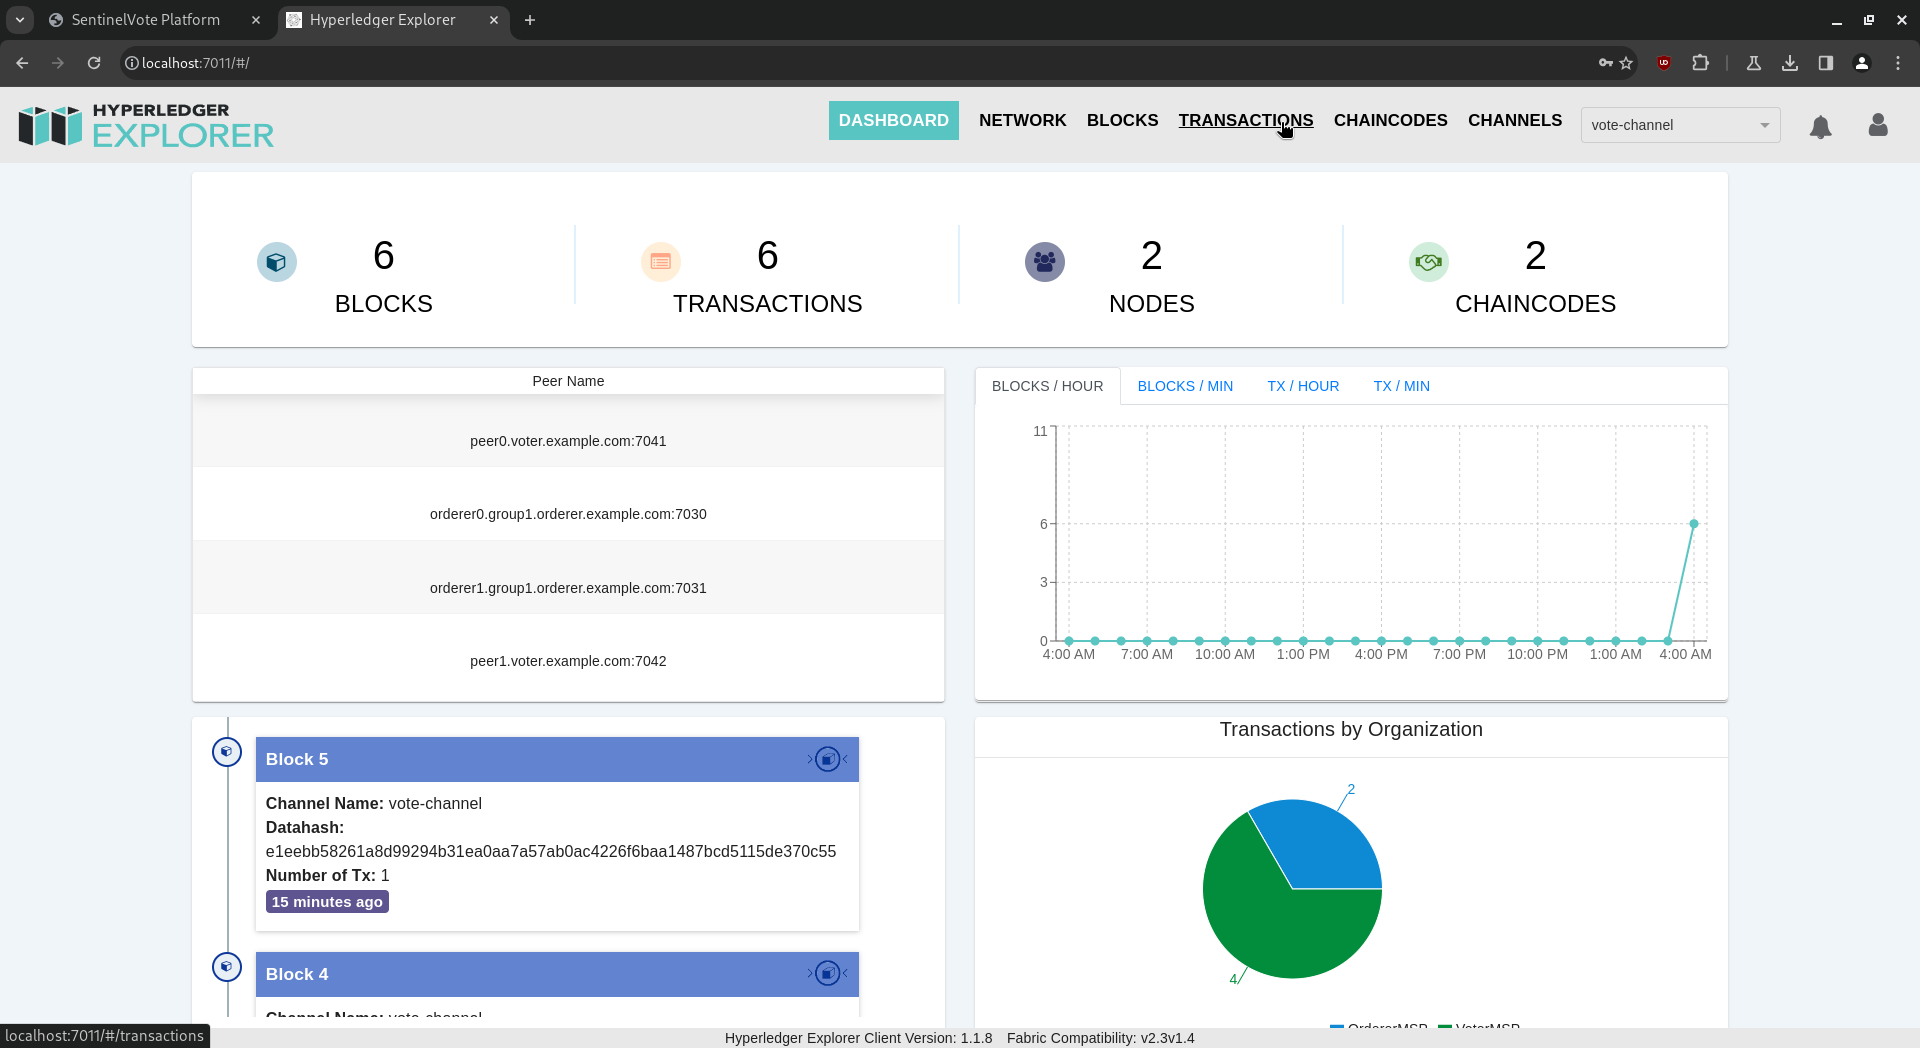 SentinelVote Platform
Hyperledger Explorer
localhost:7011/#/
HYPERLEDGER
EXPLORER
DASHBOARD
NETWORK
BLOCKS
TRANSACTIONS
CHAINCODES
CHANNELS
vote-channel
6
BLOCKS
6
TRANSACTIONS
2
NODES
2
CHAINCODES
Peer Name
peer0.voter.example.com:7041
orderer0.group1.orderer.example.com:7030
orderer1.group1.orderer.example.com:7031
peer1.voter.example.com:7042
BLOCKS / HOUR
BLOCKS / MIN
TX / HOUR
TX / MIN
11
6
3
0
4:00 AM
7:00 AM
10:00 AM
1:00 PM
4:00 PM
7:00 PM
10:00 PM
1:00 AM
4:00 AM
Block 5
Channel Name: vote-channel
Datahash:
e1eebb58261a8d99294b31ea0aa7a57ab0ac4226f6baa1487bcd5115de370c55
Number of Tx: 1
15 minutes ago
Block 4
Channel Name: vote-channel
Transactions by Organization
2
4
OrdererMSP
VoterMSP
localhost:7011/#/transactions
Hyperledger Explorer Client Version: 1.1.8
Fabric Compatibility: v2.3v1.4